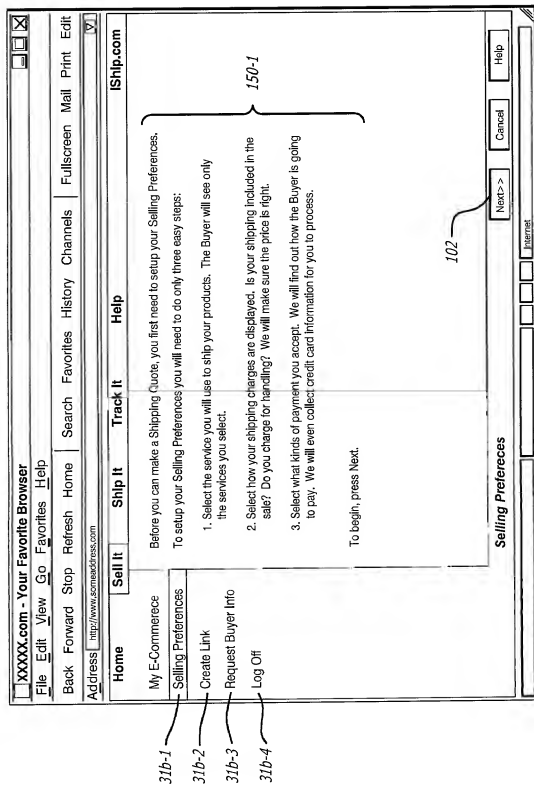 XXXXX.com - Your Favorite Browser
File Edit View Go Favorites Help
Back Forward Stop Refresh Home Search Favorites History Channels Fullscreen Mail Print Edit
Address http://www.someaddress.com
Home Sell It Ship It Track It Help IShip.com
My E-Commerece
Selling Preferences
Create Link
Request Buyer Info
Log Off
31b-1
31b-2
31b-3
31b-4
Before you can make a Shipping Quote, you first need to setup your Selling Preferences.
To setup your Selling Preferences you will need to do only three easy steps:
1. Select the service you will use to ship your products. The Buyer will see only
the services you select.
2. Select how your shipping charges are displayed. Is your shipping included in the
sale? Do you charge for handling? We will make sure the price is right.
3. Select what kinds of payment you accept. We will find out how the Buyer is going
to pay. We will even collect credit card Information for you to process.
To begin, press Next.
150-1
102
Selling Prefereces
Next>> Cancel Help
Internet